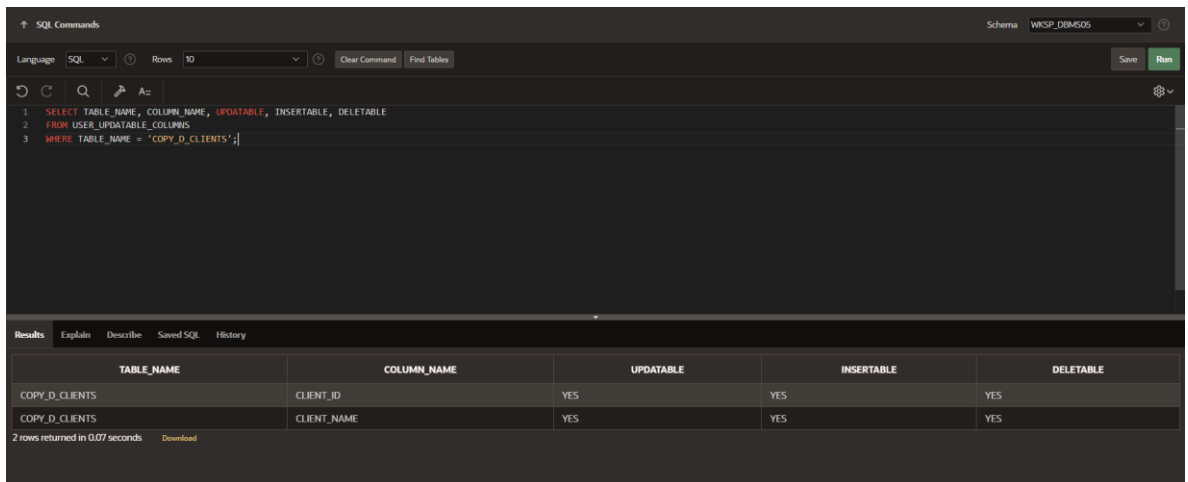 ↑ SQL Commands Schema WKSP_DBMS05
Language SQL Rows 10 Clear Command Find Tables Save Run
1 SELECT TABLE_NAME, COLUMN_NAME, UPDATABLE, INSERTABLE, DELETABLE
2 FROM USER_UPDATABLE_COLUMNS
3 WHERE TABLE_NAME = 'COPY_D_CLIENTS';
Results Explain Describe Saved SQL History
TABLE_NAME COLUMN_NAME UPDATABLE INSERTABLE DELETABLE
COPY_D_CLIENTS CLIENT_ID YES YES YES
COPY_D_CLIENTS CLIENT_NAME YES YES YES
2 rows returned in 0.07 seconds Download